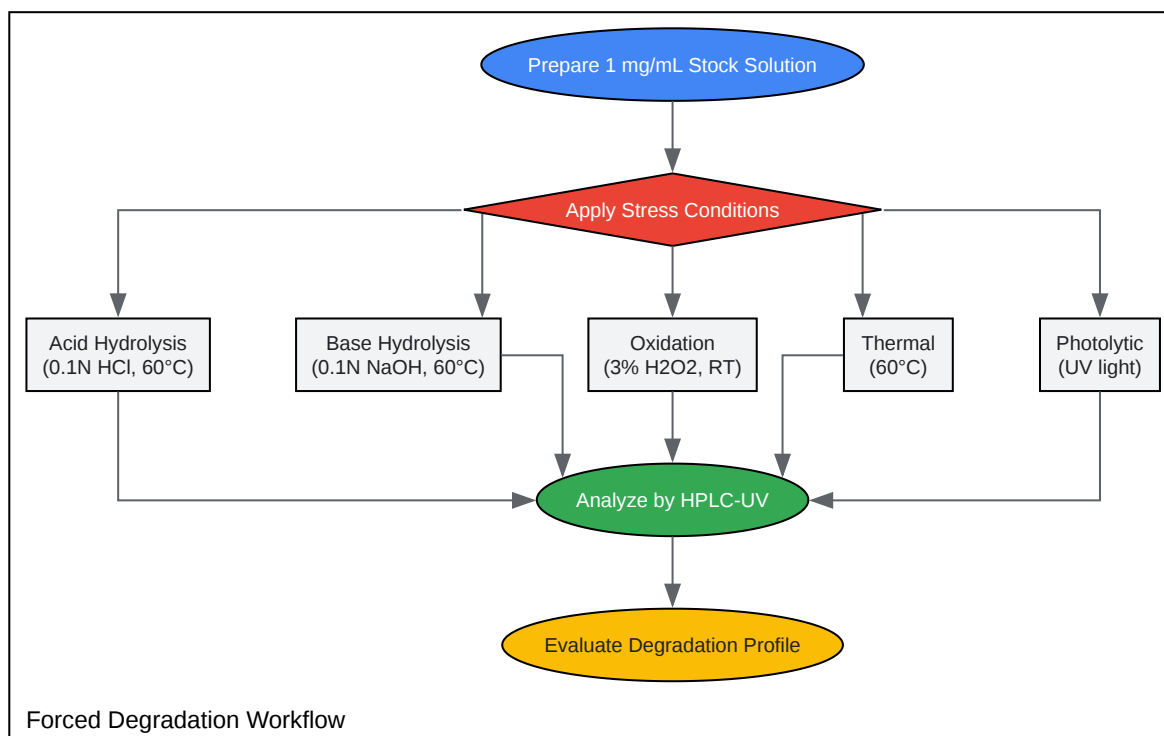 Prepare 1 mg/mL Stock Solution
Apply Stress Conditions
Acid Hydrolysis
(0.1N HCl, 60°C)
Base Hydrolysis
(0.1N NaOH, 60°C)
Oxidation
(3% H2O2, RT)
Thermal
(60°C)
Photolytic
(UV light)
Analyze by HPLC-UV
Evaluate Degradation Profile
Forced Degradation Workflow